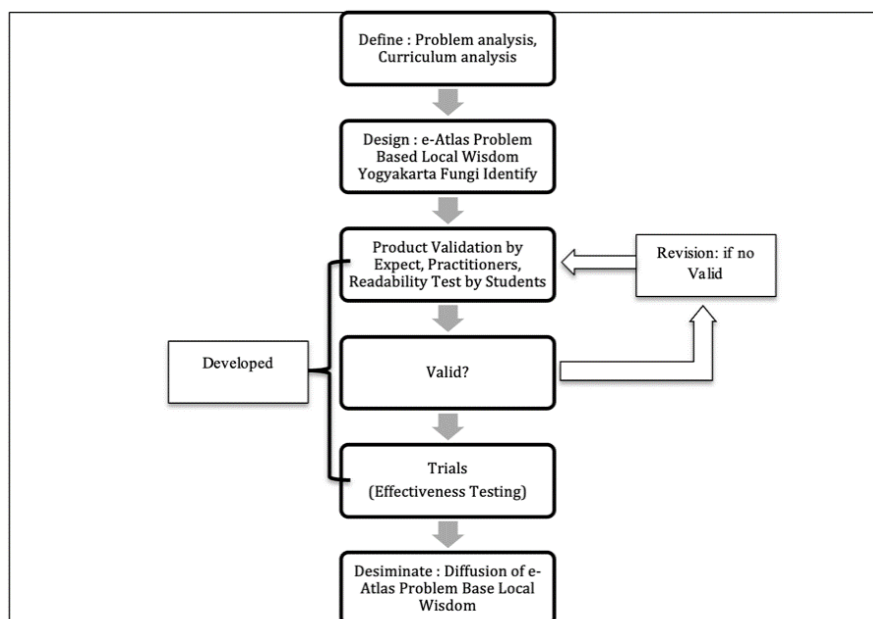 Define : Problem analysis,
Curriculum analysis
Design : e-Atlas Problem
Based Local Wisdom
Yogyakarta Fungi Identify
Product Validation by
Expect, Practitioners,
Readability Test by Students
Revision: if no
Valid
Developed
Valid?
Trials
(Effectiveness Testing)
Desiminate : Diffusion of e-
Atlas Problem Base Local
Wisdom